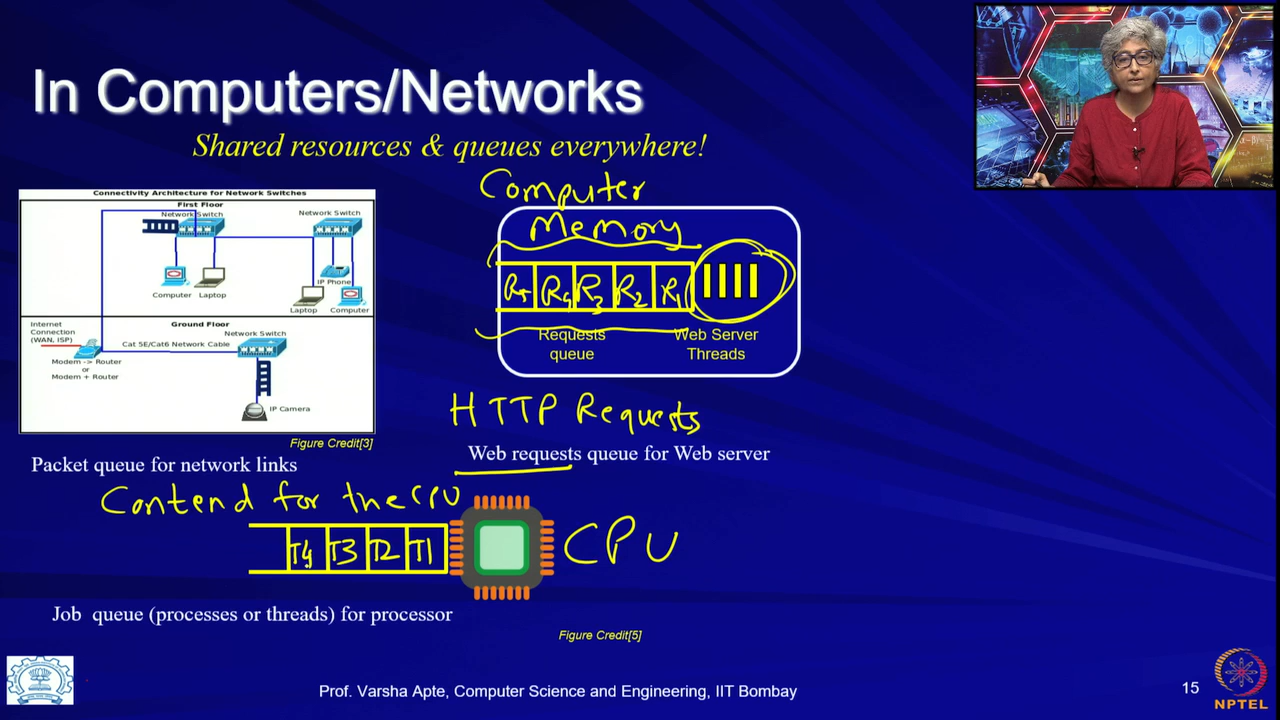 In Computers/Networks
Shared resources & queues everywhere!
Connectivity Architecture for Network Switches
First Floor
Network Switch
Network Switch
Computer
Laptop
IP Phone
Laptop
Computer
Internet
Connection
(WAN, ISP)
Ground Floor
Network Switch
Cat 5E/Cat6 Network Cable
Modem -> Router
or
Modem + Router
IP Camera
Figure Credit[3]
Packet queue for network links
Computer
Memory
R5 R4 R3 R2 R1
Requests
queue
Web Server
Threads
HTTP Requests
Web requests queue for Web server
Contend for the CPU
T4 T3 T2 T1
CPU
Job queue (processes or threads) for processor
Figure Credit[5]
Prof. Varsha Apte, Computer Science and Engineering, IIT Bombay
15
NPTEL